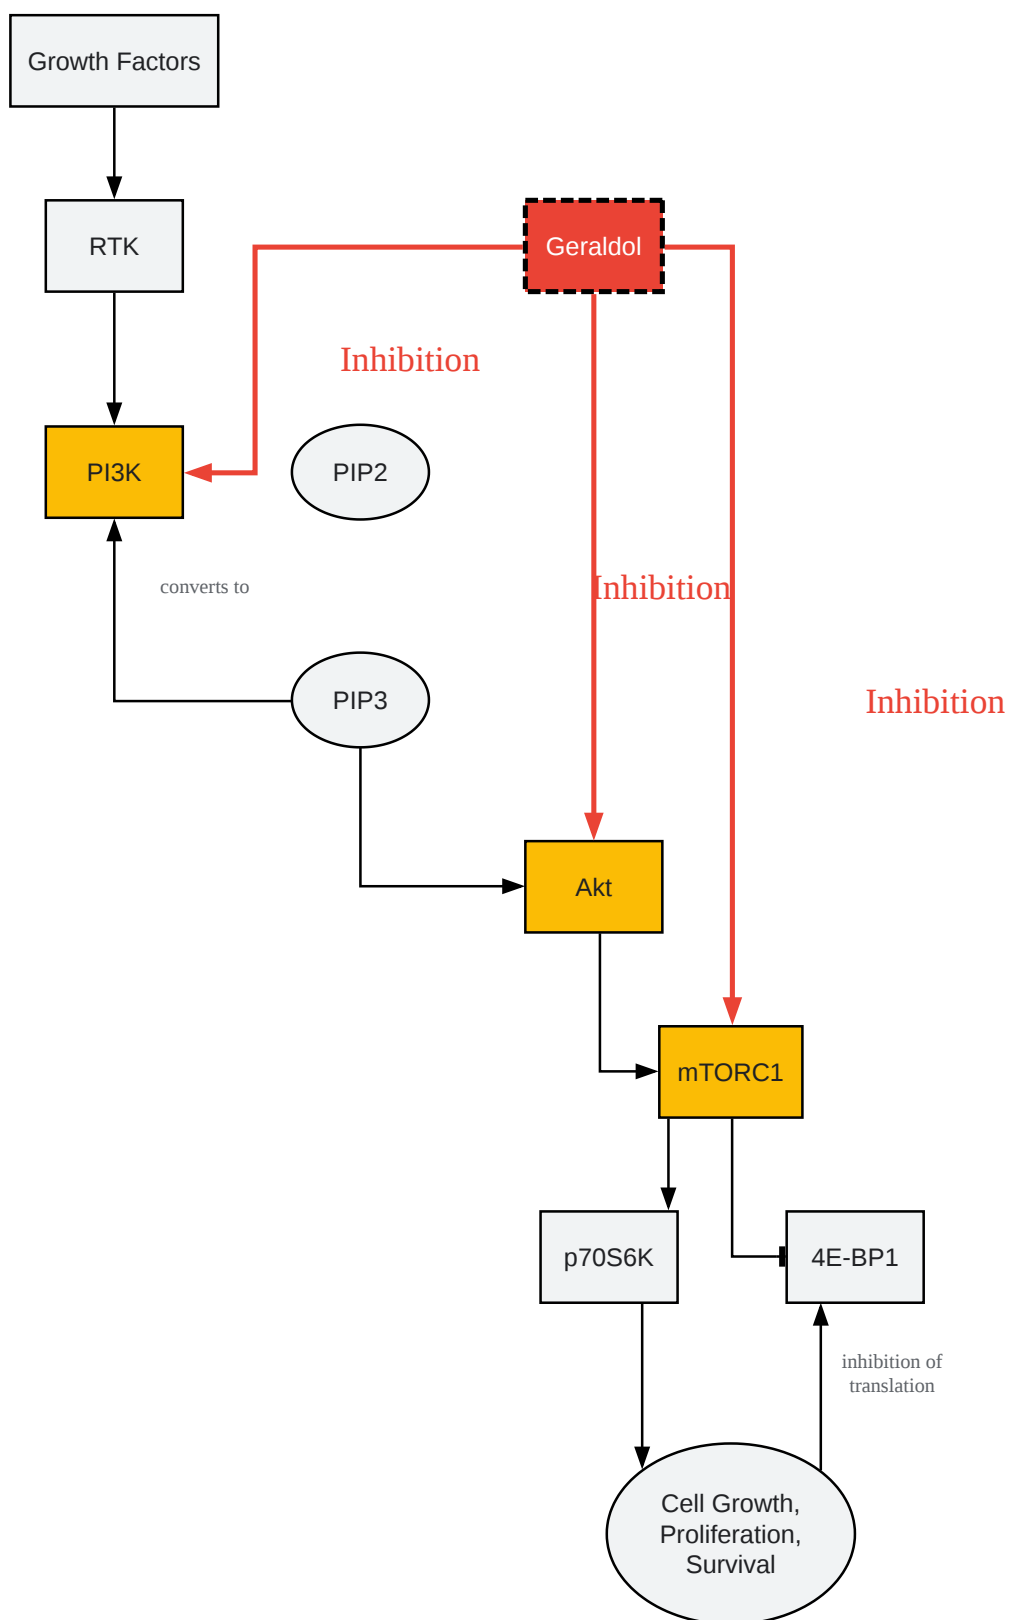 Growth Factors
RTK
Geraldol
Inhibition
PI3K
PIP2
converts to
Inhibition
PIP3
Inhibition
Akt
mTORC1
p70S6K
4E-BP1
inhibition of
translation
Cell Growth,
Proliferation,
Survival